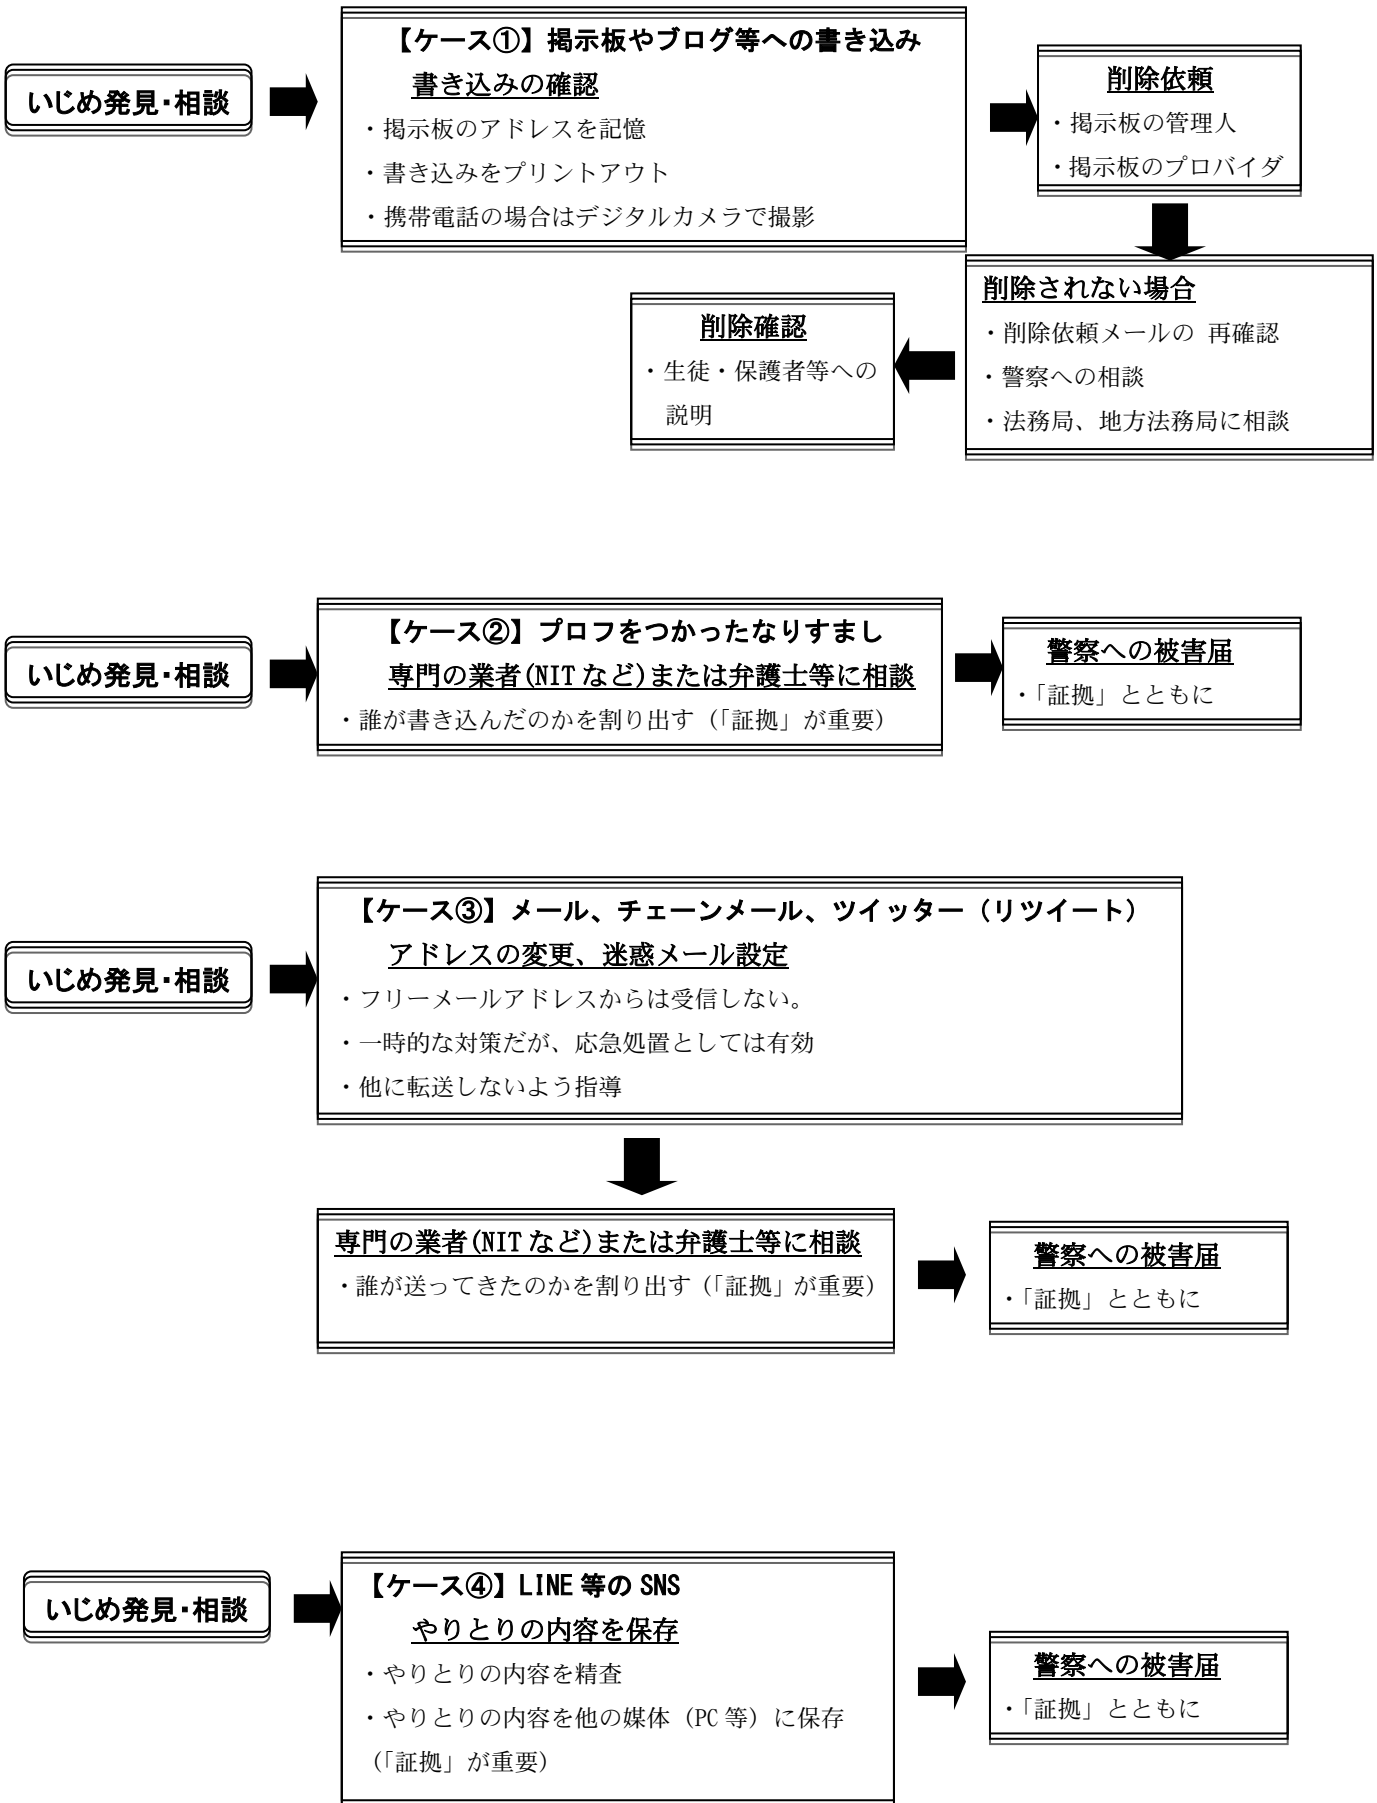 いじめ発見・相談
【ケース①】掲示板やブログ等への書き込み
書き込みの確認
・掲示板のアドレスを記憶
・書き込みをプリントアウト
・携帯電話の場合はデジタルカメラで撮影
削除依頼
・掲示板の管理人
・掲示板のプロバイダ
削除されない場合
・削除依頼メールの 再確認
・警察への相談
・法務局、地方法務局に相談
削除確認
・生徒・保護者等への
説明
いじめ発見・相談
【ケース②】プロフをつかったなりすまし
専門の業者(NIT など)または弁護士等に相談
・誰が書き込んだのかを割り出す（「証拠」が重要）
警察への被害届
・「証拠」とともに
いじめ発見・相談
【ケース③】メール、チェーンメール、ツイッター（リツイート）
アドレスの変更、迷惑メール設定
・フリーメールアドレスからは受信しない。
・一時的な対策だが、応急処置としては有効
・他に転送しないよう指導
専門の業者(NIT など)または弁護士等に相談
・誰が送ってきたのかを割り出す（「証拠」が重要）
警察への被害届
・「証拠」とともに
いじめ発見・相談
【ケース④】LINE 等の SNS
やりとりの内容を保存
・やりとりの内容を精査
・やりとりの内容を他の媒体（PC 等）に保存
（「証拠」が重要）
警察への被害届
・「証拠」とともに